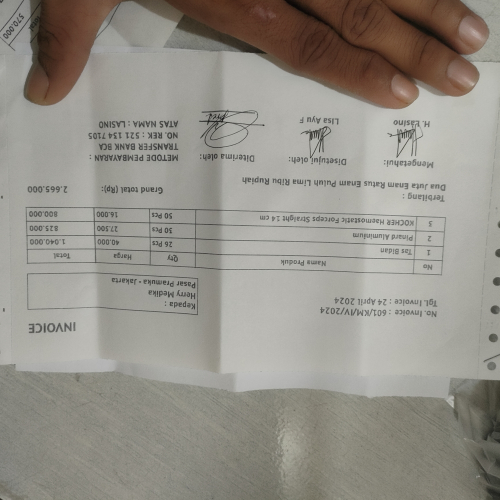 INVOICE
No. Invoice : 601/KM/IV/2024
Tgl. Invoice : 24 April 2024
Kepada :
Herry Medika
Pasar Pramuka - Jakarta
No Nama Produk Qty Harga Total
1 Tas Bidan 26 Pcs 40.000 1.040.000
2 Pinard Aluminium 30 Pcs 27.500 825.000
3 KOCHER Haemostatic Forceps Straight 14 cm 50 Pcs 16.000 800.000
Grand total (Rp): 2.665.000
Terbilang :
Dua Juta Enam Ratus Enam Puluh Lima Ribu Rupiah
Mengetahui: Disetujui oleh: Diterima oleh:
H. Lasino Lisa Ayu F
METODE PEMBAYARAN :
TRANSFER BANK BCA
NO. REK : 521 134 7105
ATAS NAMA : LASINO
570.000